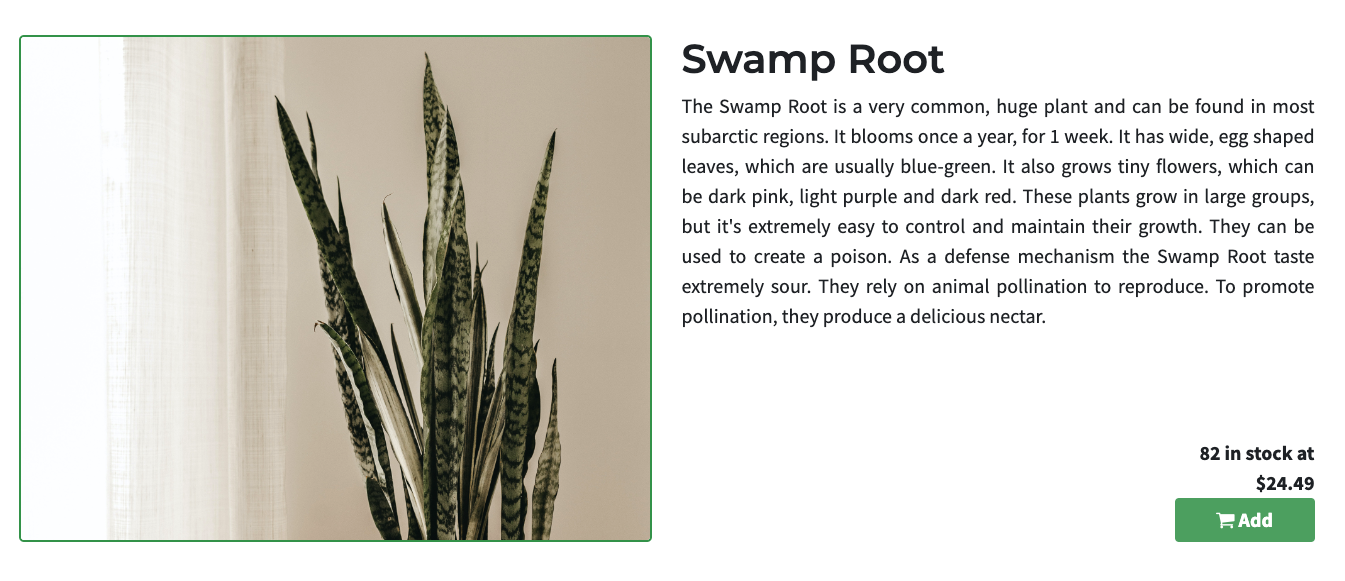 Swamp Root
The Swamp Root is a very common, huge plant and can be found in most
subarctic regions. It blooms once a year, for 1 week. It has wide, egg shaped
leaves, which are usually blue-green. It also grows tiny flowers, which can
be dark pink, light purple and dark red. These plants grow in large groups,
but it's extremely easy to control and maintain their growth. They can be
used to create a poison. As a defense mechanism the Swamp Root taste
extremely sour. They rely on animal pollination to reproduce. To promote
pollination, they produce a delicious nectar.
82 in stock at
$24.49
Add